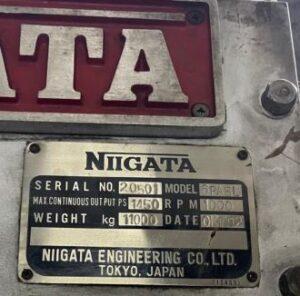 ATA
NIIGATA
SERIAL NO. 20501 MODEL
MAX.CONTINUOUS OUTPUT PS 1450 RPM
WEIGHT kg 11000 DATE
NIIGATA ENGINEERING CO., LTD.
TOKYO, JAPAN